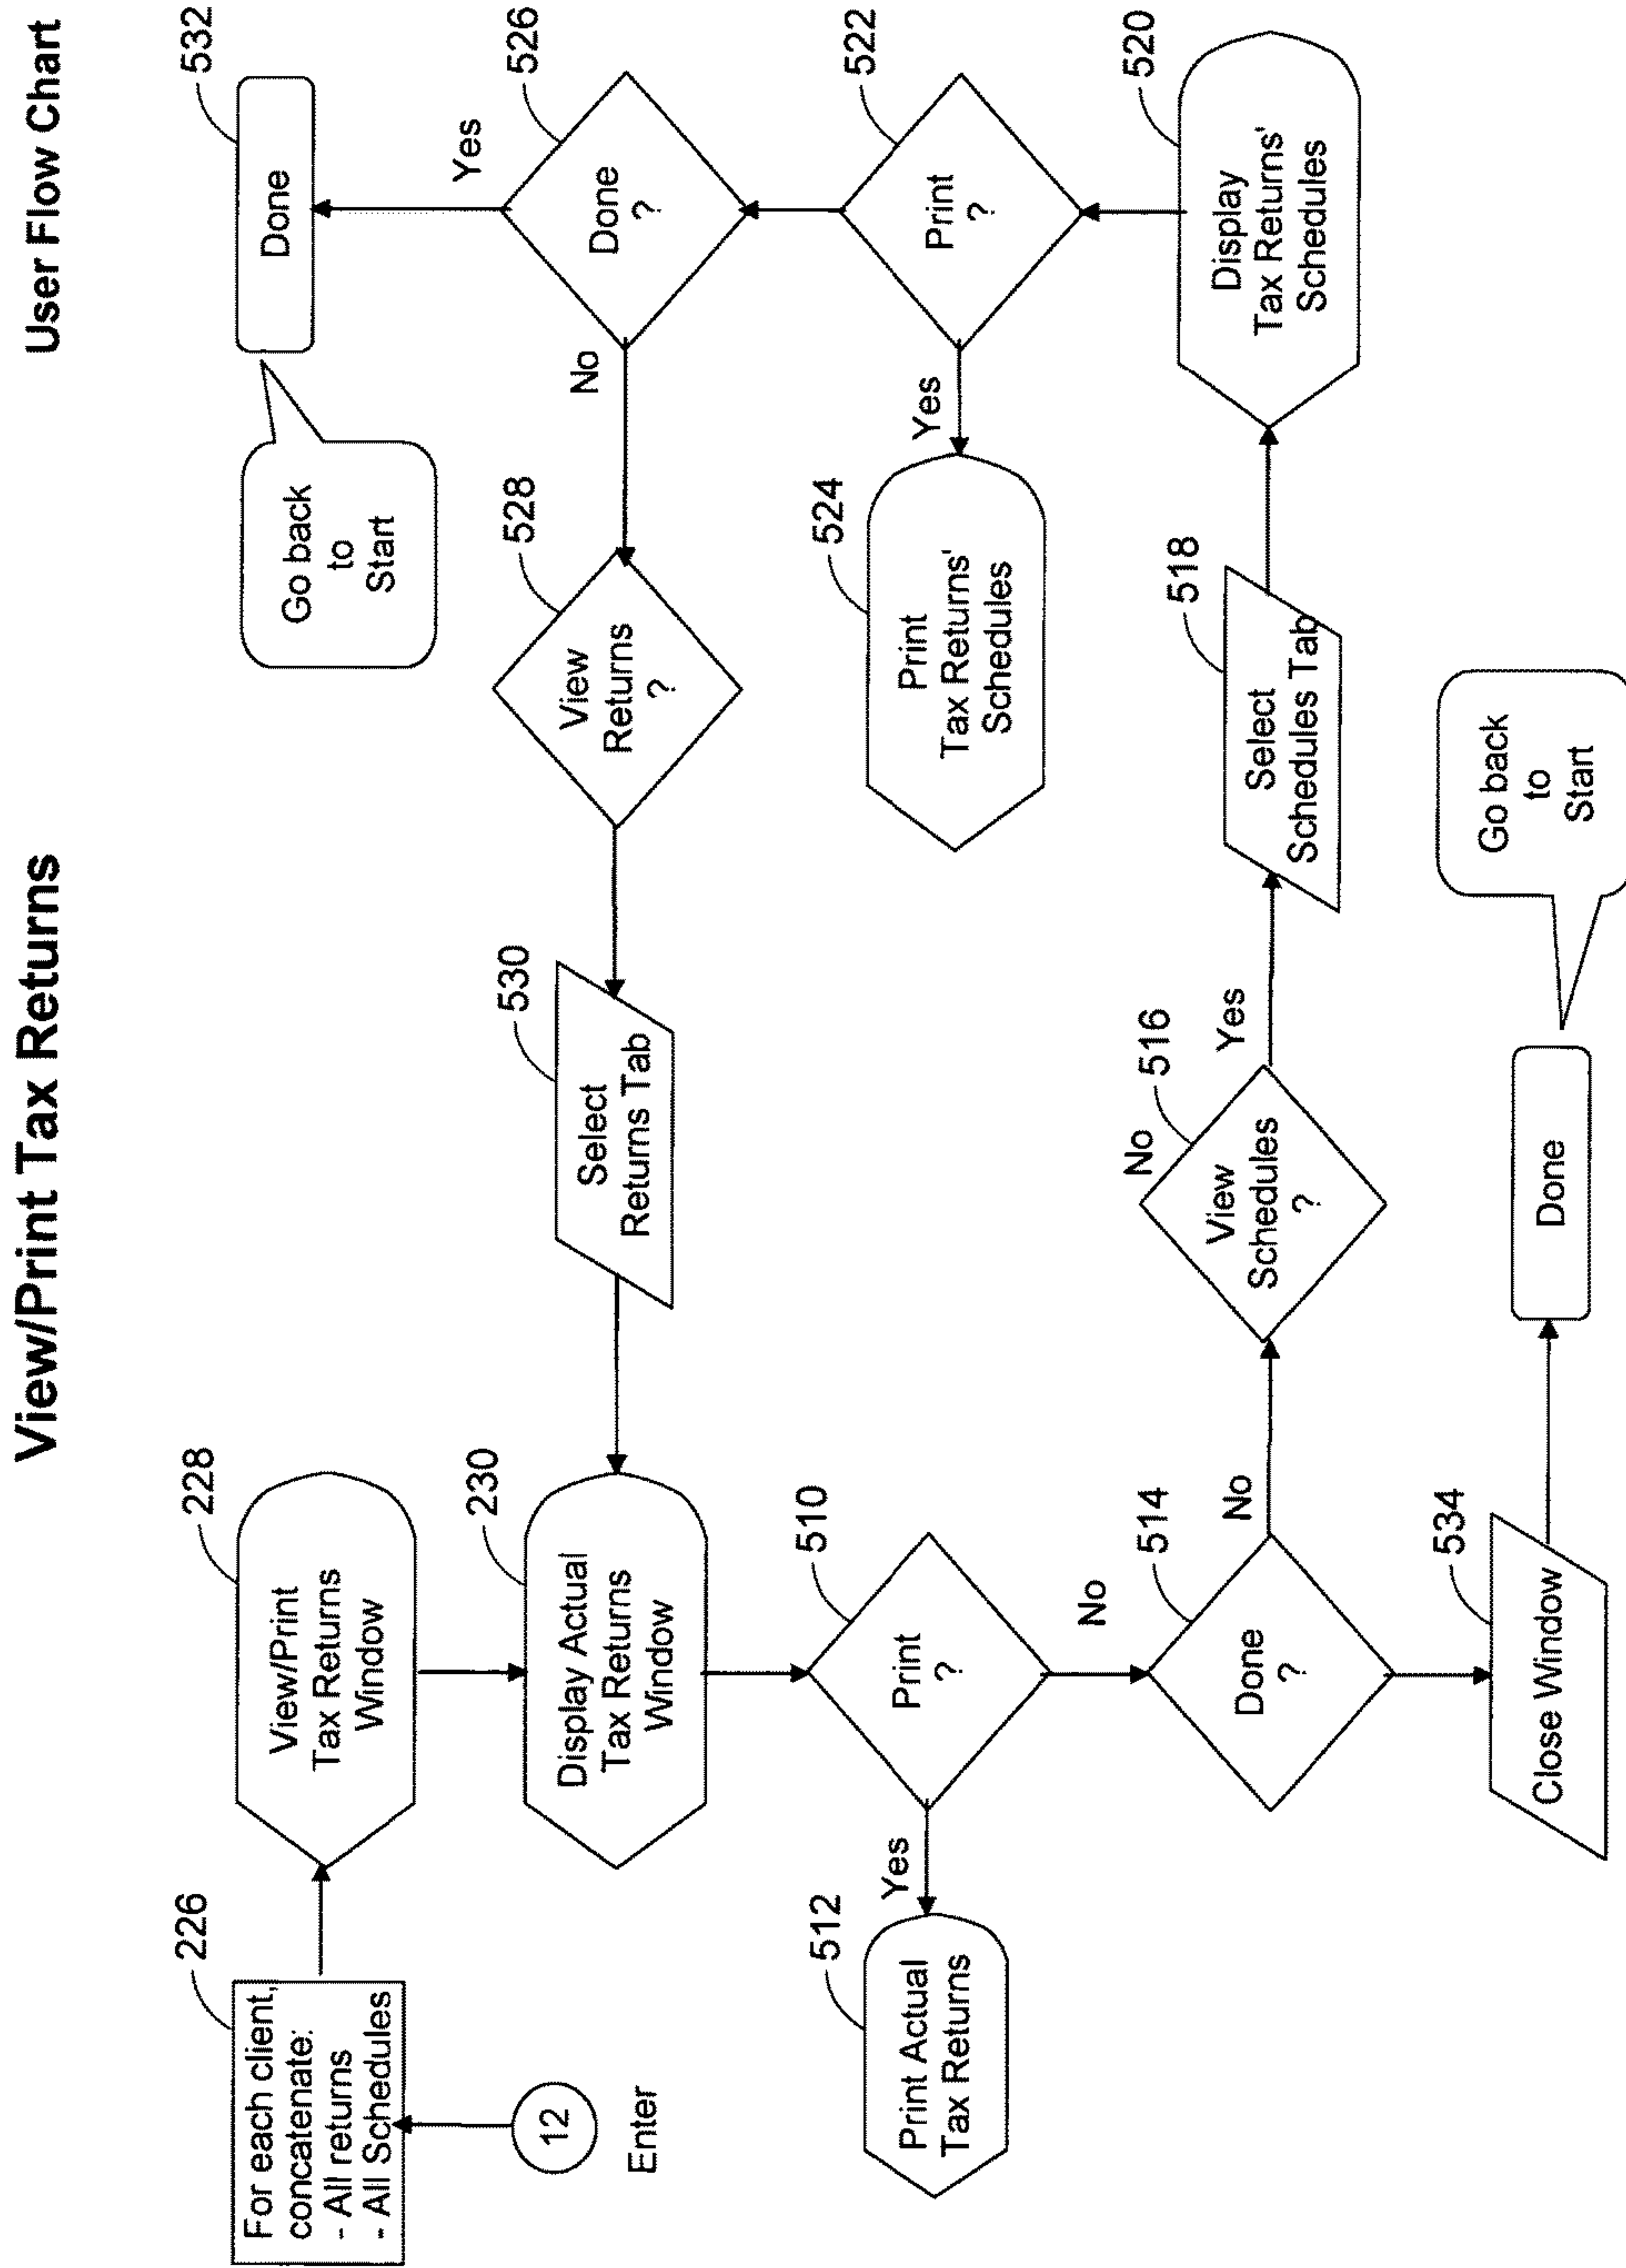 View/Print Tax Returns
User Flow Chart
226
For each client,
concatenate:
- All returns
- All Schedules
12
Enter
228
View/Print
Tax Returns
Window
230
Display Actual
Tax Returns
Window
530
Select
Returns Tab
528
View
Returns
?
No
526
Done
?
Yes
532
Done
Go back
to
Start
512
Print Actual
Tax Returns
Yes
510
Print
?
No
524
Print
Tax Returns'
Schedules
Yes
522
Print
?
514
Done
?
No
516
No
View
Schedules
?
Yes
518
Select
Schedules Tab
520
Display
Tax Returns'
Schedules
534
Close Window
Done
Go back
to
Start